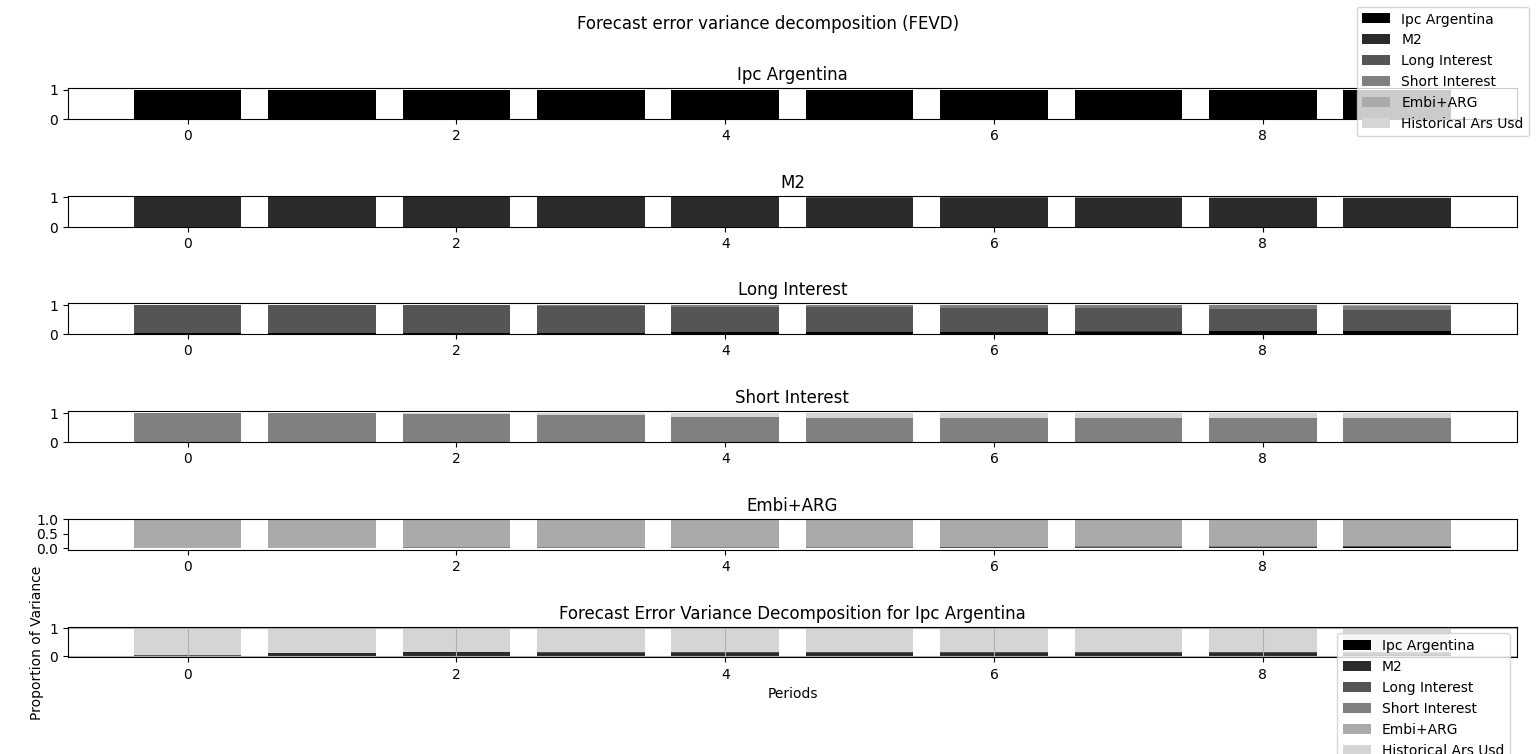 Forecast error variance decomposition (FEVD)
Ipc Argentina
M2
Long Interest
Short Interest
Embi+ARG
Historical Ars Usd
Ipc Argentina
1
0
0 2 4 6 8
M2
1
0
0 2 4 6 8
Long Interest
1
0
0 2 4 6 8
Short Interest
1
0
0 2 4 6 8
Embi+ARG
1.0
0.5
0.0
0 2 4 6 8
Proportion of Variance
Forecast Error Variance Decomposition for Ipc Argentina
1
0
0 2 4 6 8
Periods
Ipc Argentina
M2
Long Interest
Short Interest
Embi+ARG
Historical Ars Usd